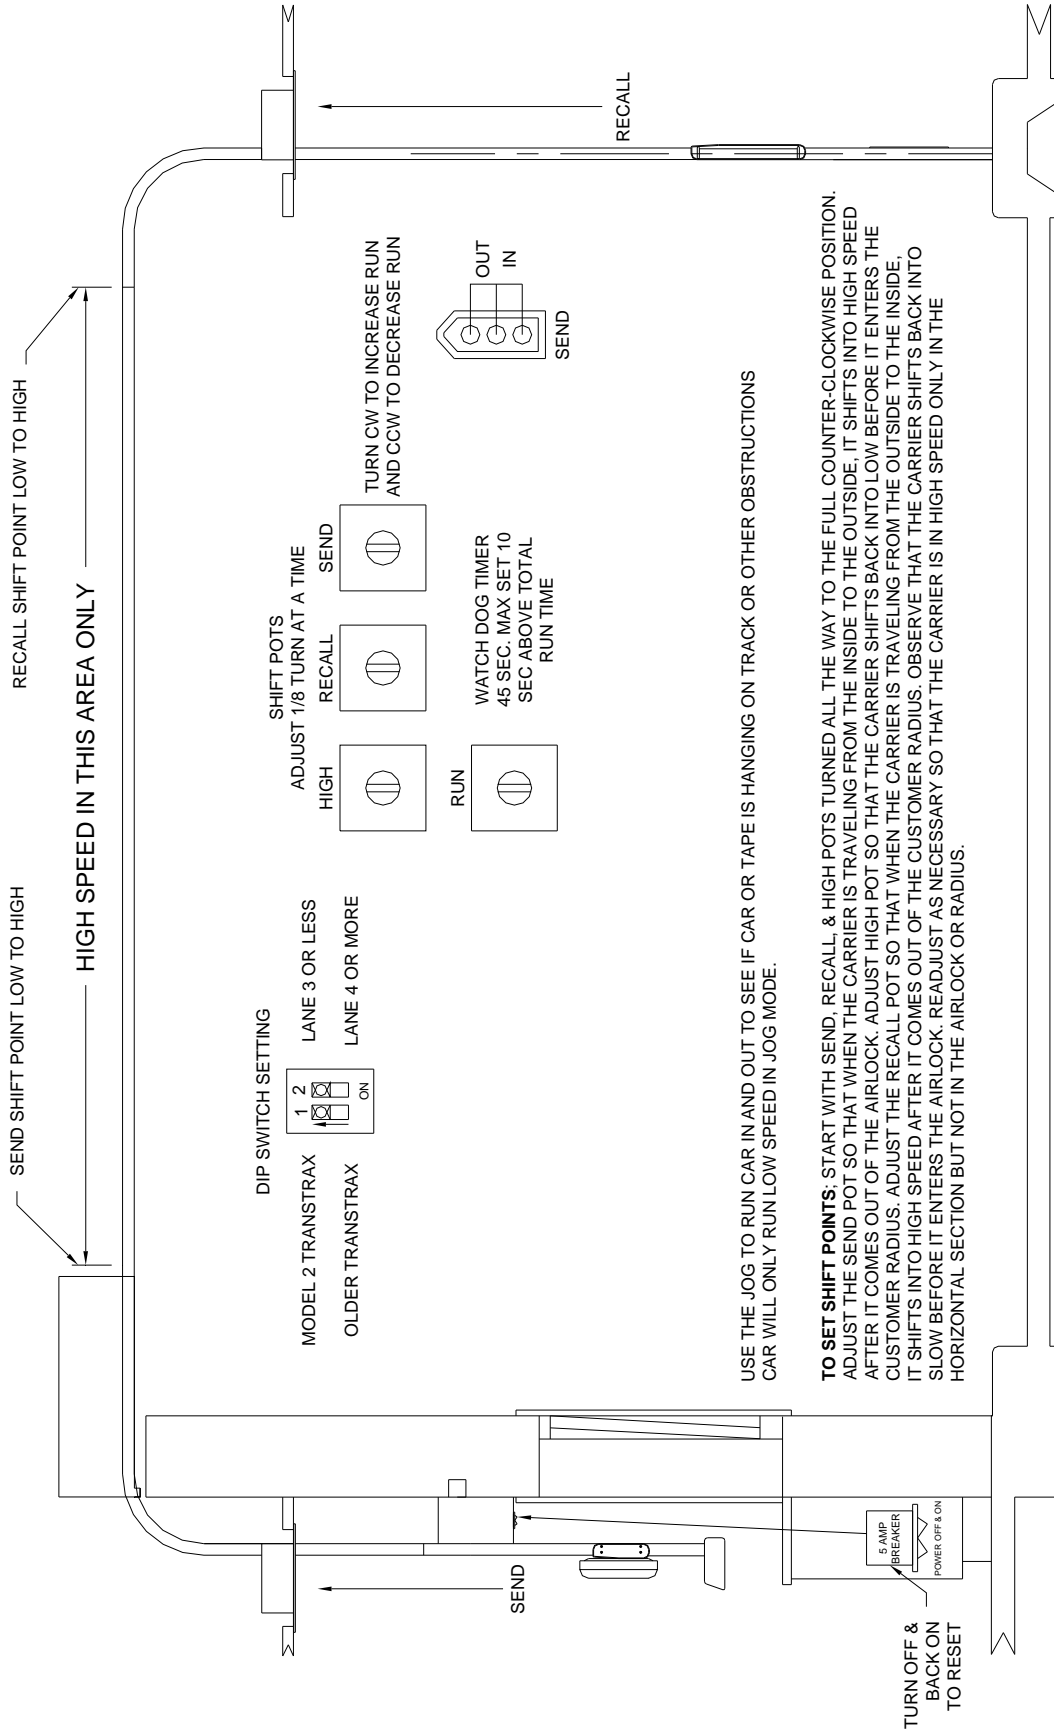 SEND SHIFT POINT LOW TO HIGH
RECALL SHIFT POINT LOW TO HIGH
HIGH SPEED IN THIS AREA ONLY
DIP SWITCH SETTING
MODEL 2 TRANSTRAX
1 2
LANE 3 OR LESS
OLDER TRANSTRAX
ON
LANE 4 OR MORE
SHIFT POTS
ADJUST 1/8 TURN AT A TIME
HIGH
RECALL
SEND
TURN CW TO INCREASE RUN
AND CCW TO DECREASE RUN
RUN
WATCH DOG TIMER
45 SEC. MAX SET 10
SEC ABOVE TOTAL
RUN TIME
OUT
IN
SEND
SEND
RECALL
USE THE JOG TO RUN CAR IN AND OUT TO SEE IF CAR OR TAPE IS HANGING ON TRACK OR OTHER OBSTRUCTIONS
CAR WILL ONLY RUN LOW SPEED IN JOG MODE.
TO SET SHIFT POINTS; START WITH SEND, RECALL, & HIGH POTS TURNED ALL THE WAY TO THE FULL COUNTER-CLOCKWISE POSITION.
ADJUST THE SEND POT SO THAT WHEN THE CARRIER IS TRAVELING FROM THE INSIDE TO THE OUTSIDE, IT SHIFTS INTO HIGH SPEED
AFTER IT COMES OUT OF THE AIRLOCK. ADJUST HIGH POT SO THAT THE CARRIER SHIFTS BACK INTO LOW BEFORE IT ENTERS THE
CUSTOMER RADIUS. ADJUST THE RECALL POT SO THAT WHEN THE CARRIER IS TRAVELING FROM THE OUTSIDE TO THE INSIDE,
IT SHIFTS INTO HIGH SPEED AFTER IT COMES OUT OF THE CUSTOMER RADIUS. OBSERVE THAT THE CARRIER SHIFTS BACK INTO
SLOW BEFORE IT ENTERS THE AIRLOCK. READJUST AS NECESSARY SO THAT THE CARRIER IS IN HIGH SPEED ONLY IN THE
HORIZONTAL SECTION BUT NOT IN THE AIRLOCK OR RADIUS.
5 AMP
BREAKER
POWER OFF & ON
TURN OFF &
BACK ON
TO RESET